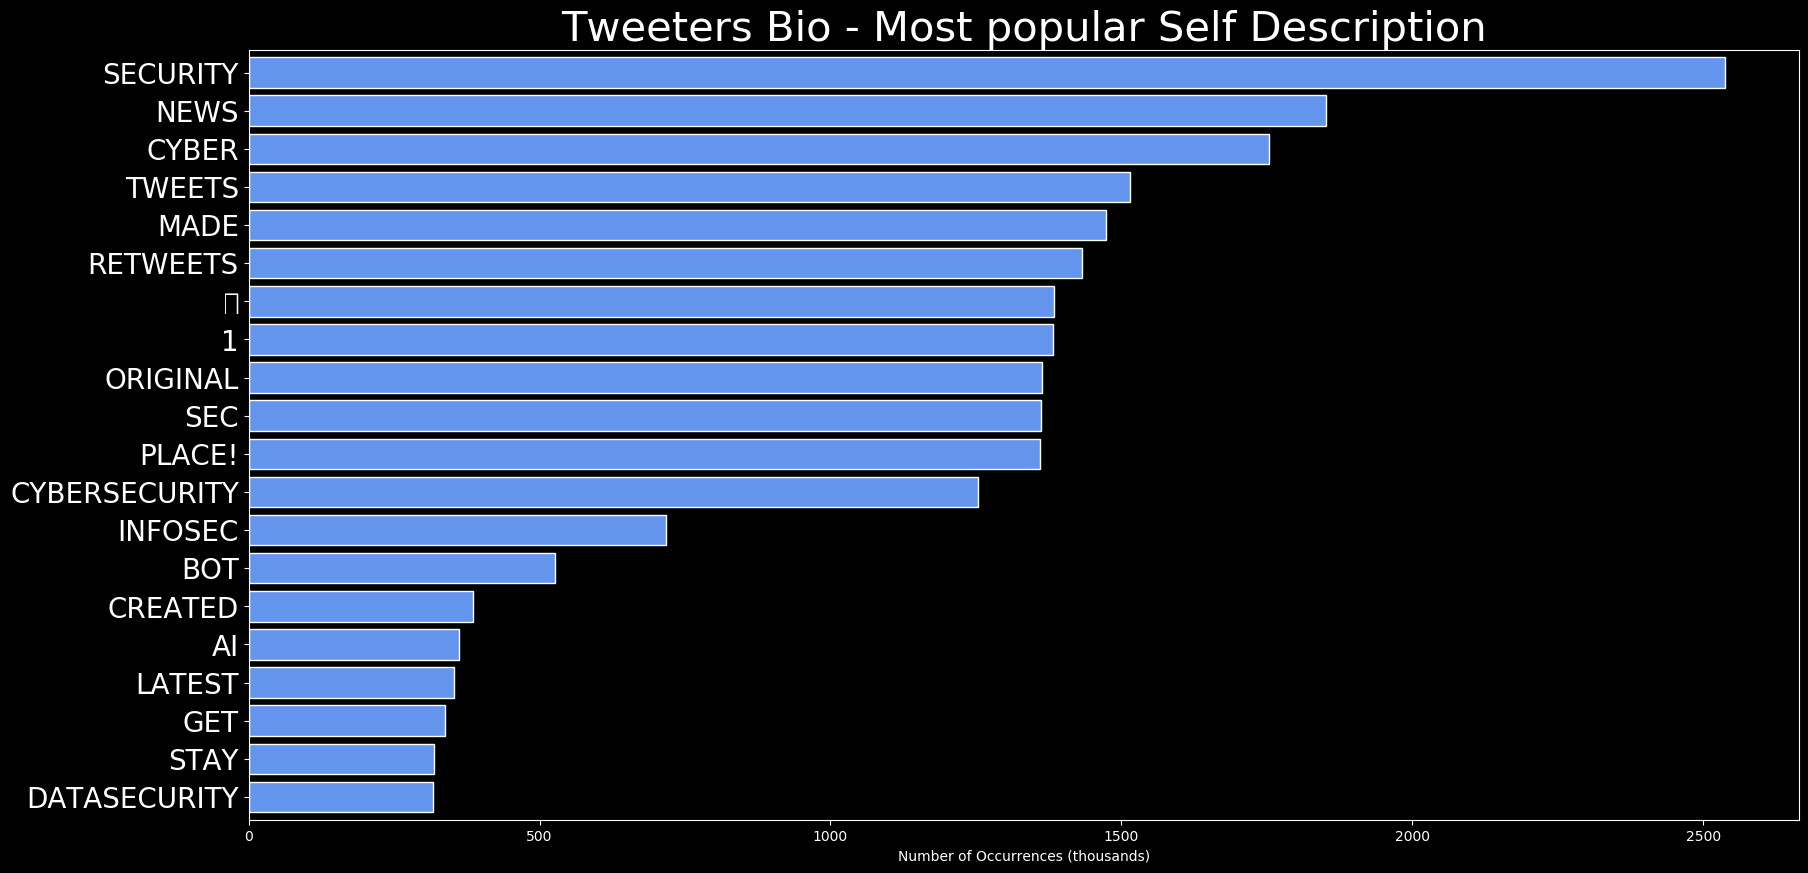 Tweeters Bio - Most popular Self Description
SECURITY
NEWS
CYBER
TWEETS
MADE
RETWEETS
1
ORIGINAL
SEC
PLACE!
CYBERSECURITY
INFOSEC
BOT
CREATED
AI
LATEST
GET
STAY
DATASECURITY
0 500 1000 1500 2000 2500
Number of Occurrences (thousands)